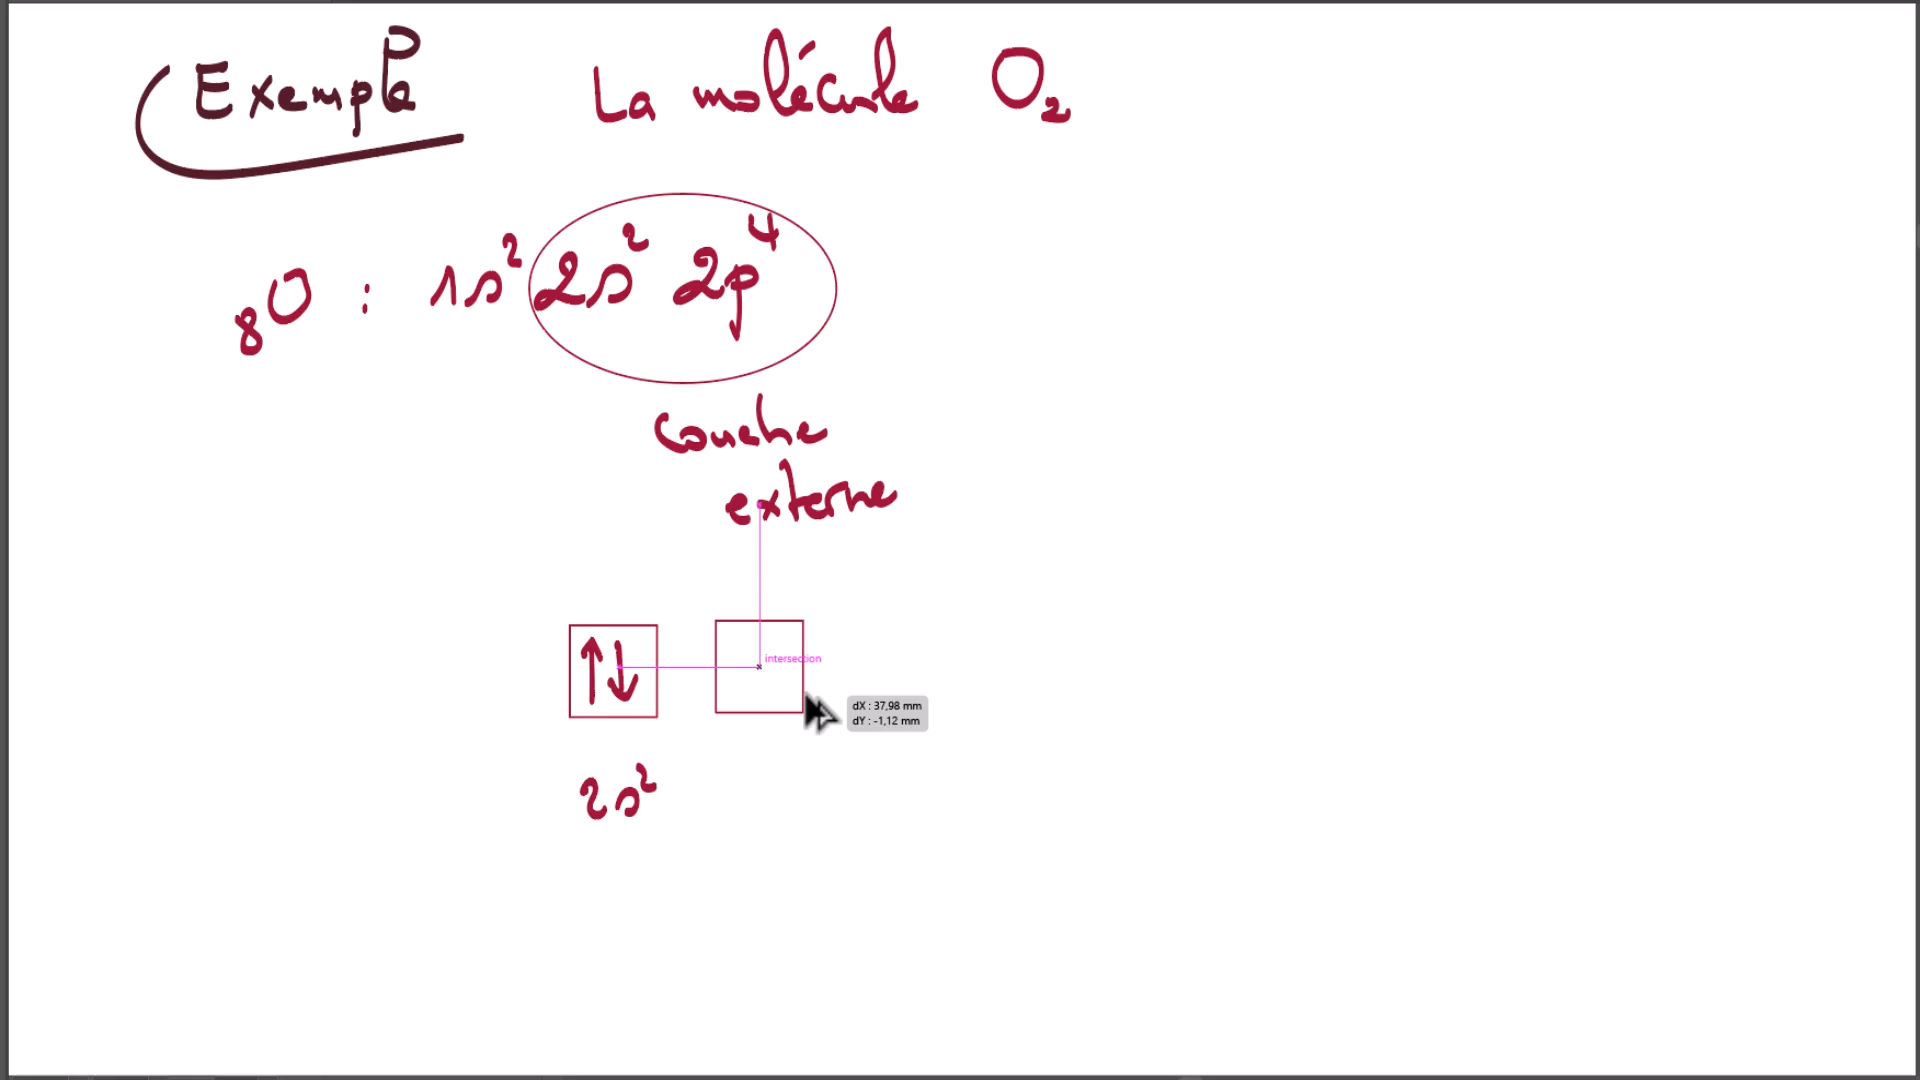 Exemple La molécule O₂
₈O : 1s² 2s² 2p⁴
couche
externe
intersection
dX : 37,98 mm
dY : -1,12 mm
2s²